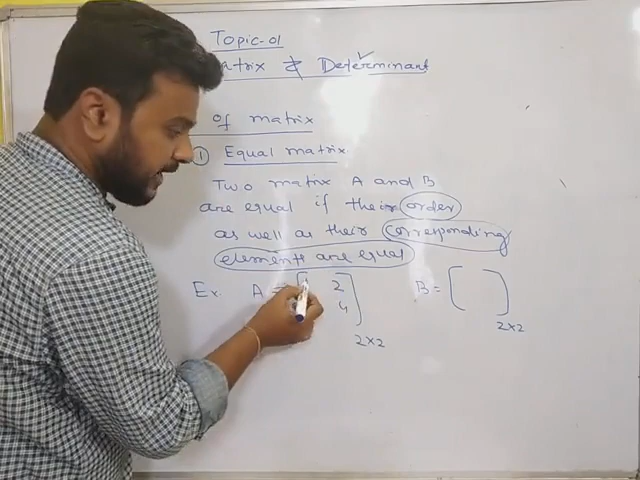 Topic-01
trix & Determinant
of matrix
① Equal matrix.
Two matrix A and B
are equal if their order
as well as their corresponding
elements are equal
Ex. A = [ 2 B = [ ]
4 ]
2×2
2×2